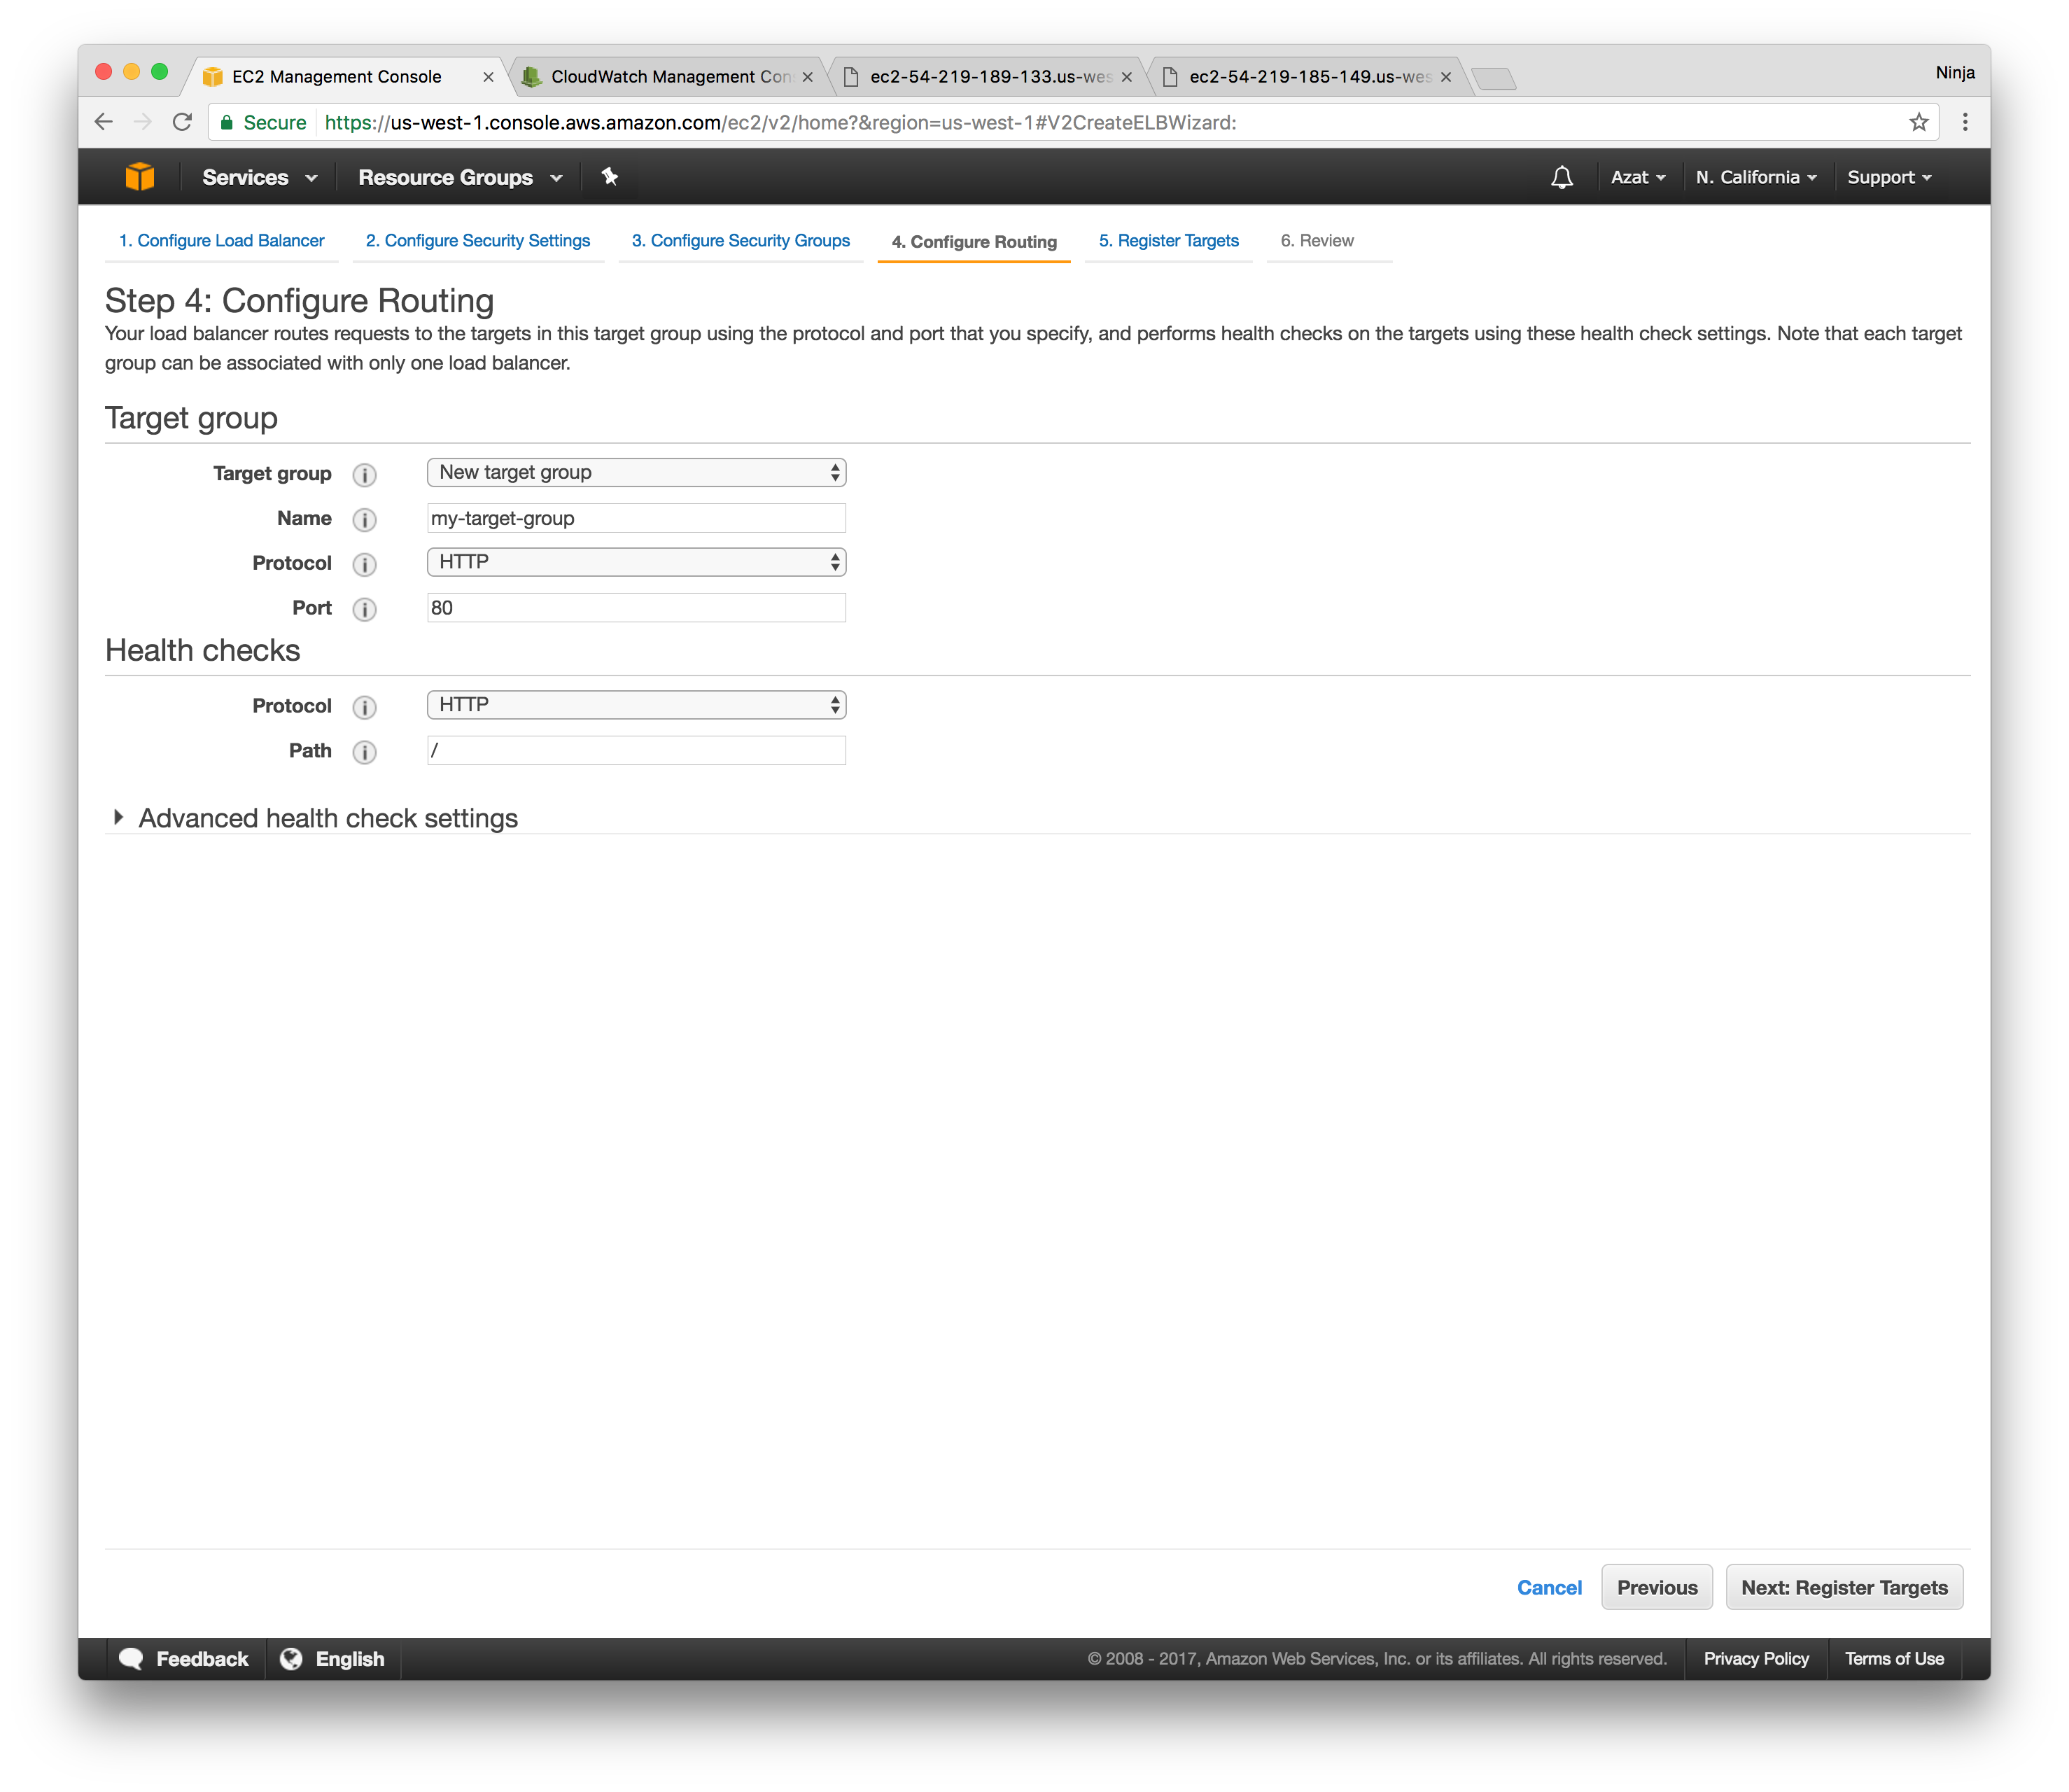 EC2 Management Console
CloudWatch Management Con
ec2-54-219-189-133.us-wes
ec2-54-219-185-149.us-wes
Ninja
Secure https://us-west-1.console.aws.amazon.com/ec2/v2/home?&region=us-west-1#V2CreateELBWizard:
Services Resource Groups Azat N. California Support
1. Configure Load Balancer 2. Configure Security Settings 3. Configure Security Groups 4. Configure Routing 5. Register Targets 6. Review
Step 4: Configure Routing
Your load balancer routes requests to the targets in this target group using the protocol and port that you specify, and performs health checks on the targets using these health check settings. Note that each target
group can be associated with only one load balancer.
Target group
Target group i New target group
Name i my-target-group
Protocol i HTTP
Port i 80
Health checks
Protocol i HTTP
Path i /
Advanced health check settings
Cancel Previous Next: Register Targets
Feedback English © 2008 - 2017, Amazon Web Services, Inc. or its affiliates. All rights reserved. Privacy Policy Terms of Use